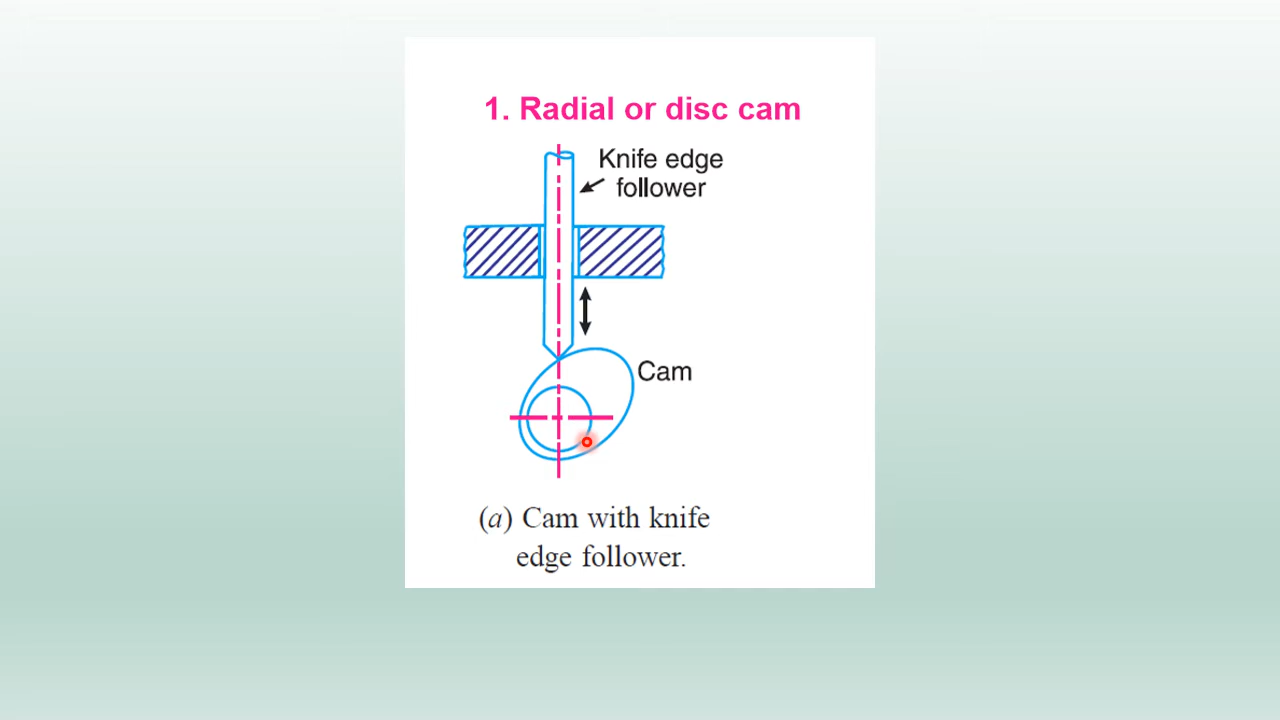 1. Radial or disc cam
Knife edge
follower
Cam
(a) Cam with knife
edge follower.